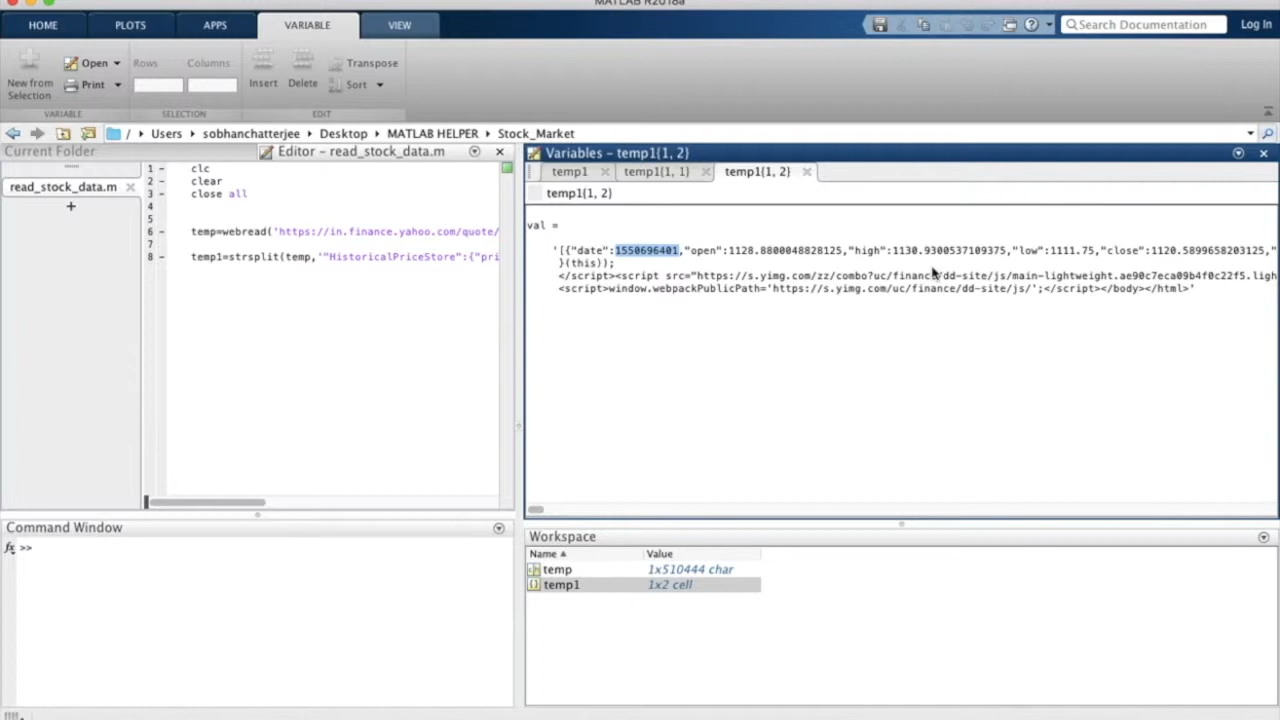 MATLAB R2018a
HOME PLOTS APPS VARIABLE VIEW
Search Documentation Log In
New from Selection
Open
Print
Rows Columns
Insert Delete
Transpose
Sort
VARIABLE SELECTION EDIT
/ Users sobhanchatterjee Desktop MATLAB HELPER Stock_Market
Current Folder
read_stock_data.m
+
Editor – read_stock_data.m
1 – clc
2 – clear
3 – close all
4
5
6 – temp=webread('https://in.finance.yahoo.com/quote/
7
8 – temp1=strsplit(temp,'"HistoricalPriceStore":{"pri
Variables – temp1{1, 2}
temp1 temp1{1, 1} temp1{1, 2}
temp1{1, 2}
val =
'[{"date":1550696401,"open":1128.8800048828125,"high":1130.9300537109375,"low":1111.75,"close":1120.5899658203125,"
}(this));
</script><script src="https://s.yimg.com/zz/combo?uc/finance/dd-site/js/main-lightweight.ae90c7eca09b4f0c22f5.ligh
<script>window.webpackPublicPath='https://s.yimg.com/uc/finance/dd-site/js/';</script></body></html>'
Command Window
fx >>
Workspace
Name Value
temp 1x510444 char
temp1 1x2 cell